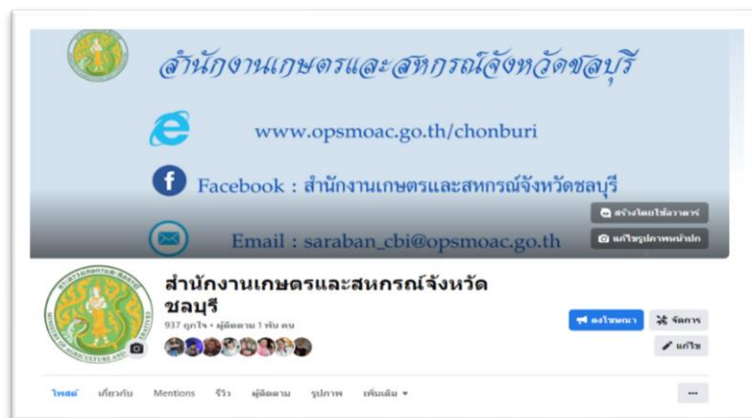 สำนักงานเกษตรและสหกรณ์จังหวัดชลบุรี
www.opsmoac.go.th/chonburi
Facebook : สำนักงานเกษตรและสหกรณ์จังหวัดชลบุรี
สร้างโดยใช้อวาตาร์
Email : saraban_cbi@opsmoac.go.th
แก้ไขรูปภาพหน้าปก
สำนักงานเกษตรและสหกรณ์จังหวัด
ชลบุรี
937 ถูกใจ • ผู้ติดตาม 1 พัน คน
ลงโฆษณา
จัดการ
แก้ไข
โพสต์ เกี่ยวกับ Mentions รีวิว ผู้ติดตาม รูปภาพ เพิ่มเติม